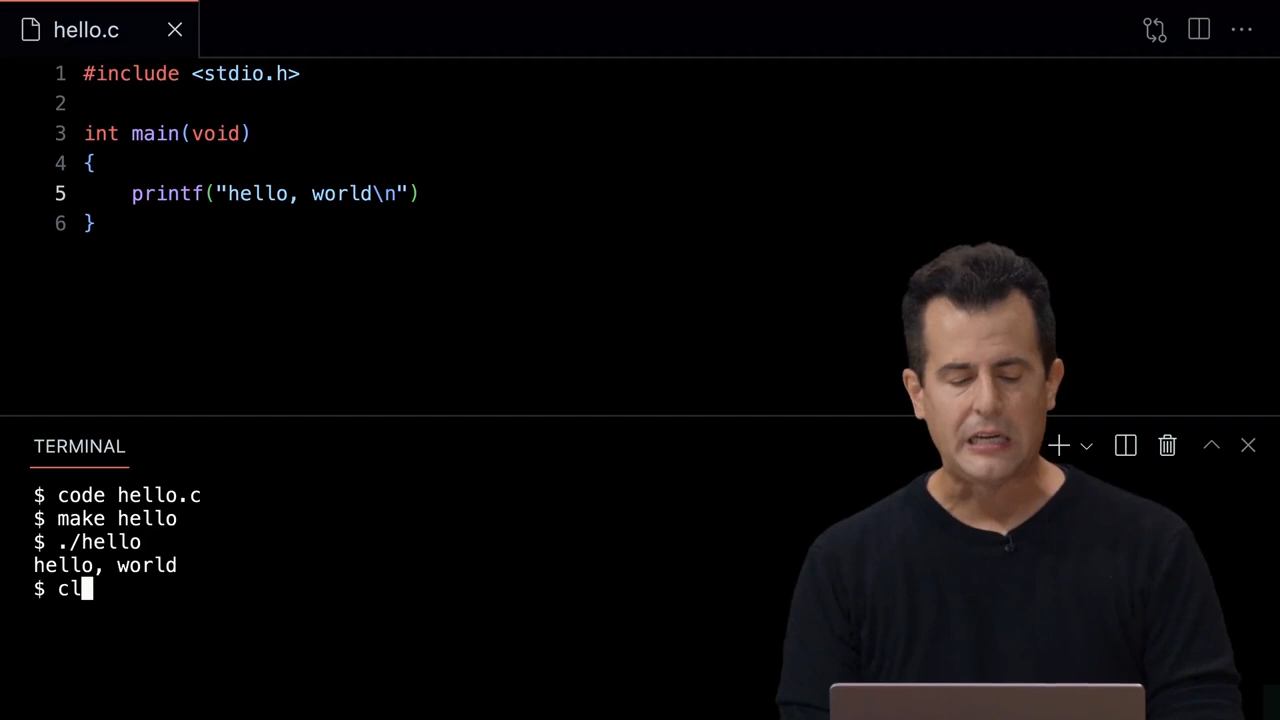 hello.c
1 #include <stdio.h>
2
3 int main(void)
4 {
5     printf("hello, world\n")
6 }
TERMINAL
$ code hello.c
$ make hello
$ ./hello
hello, world
$ cl